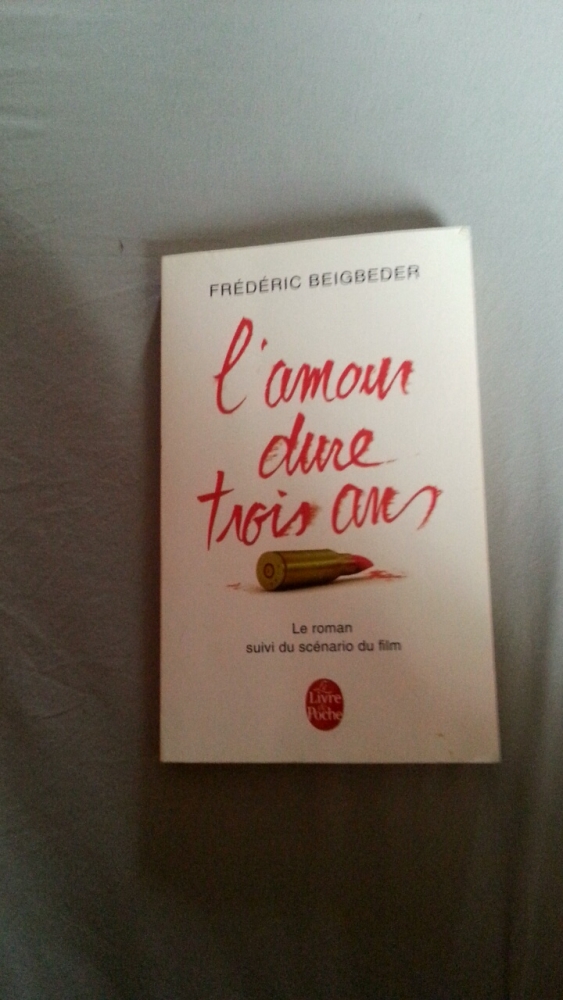 FRÉDÉRIC BEIGBEDER
l'amour
dure
trois ans
Le roman
suivi du scénario du film
Le
Livre
de
Poche